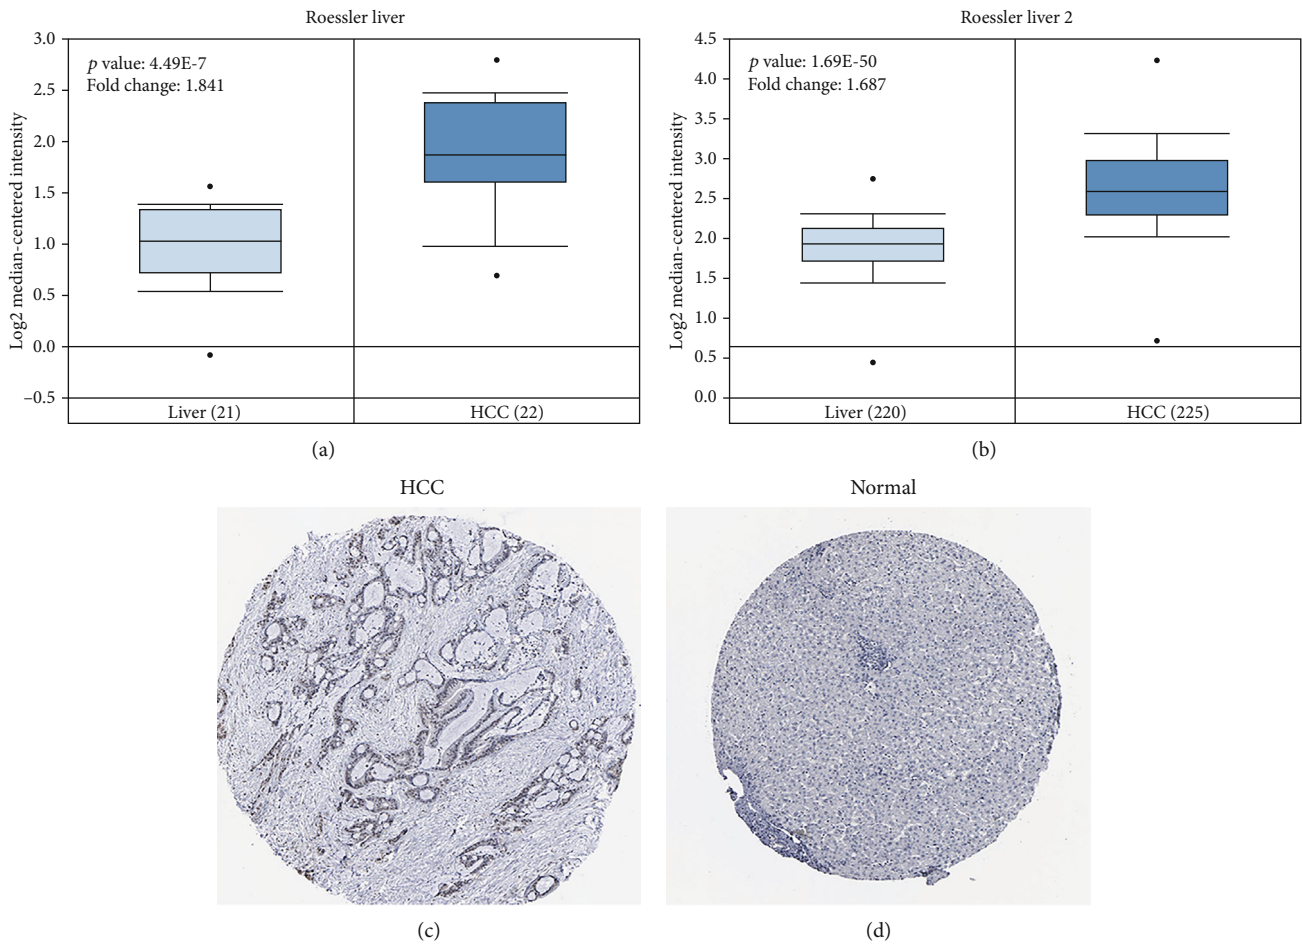 Roessler liver
3.0
2.5
2.0
1.5
1.0
0.5
0.0
–0.5
Log2 median-centered intensity
p value: 4.49E-7
Fold change: 1.841
Liver (21)
HCC (22)
(a)
Roessler liver 2
4.5
4.0
3.5
3.0
2.5
2.0
1.5
1.0
0.5
0.0
Log2 median-centered intensity
p value: 1.69E-50
Fold change: 1.687
Liver (220)
HCC (225)
(b)
HCC
(c)
Normal
(d)